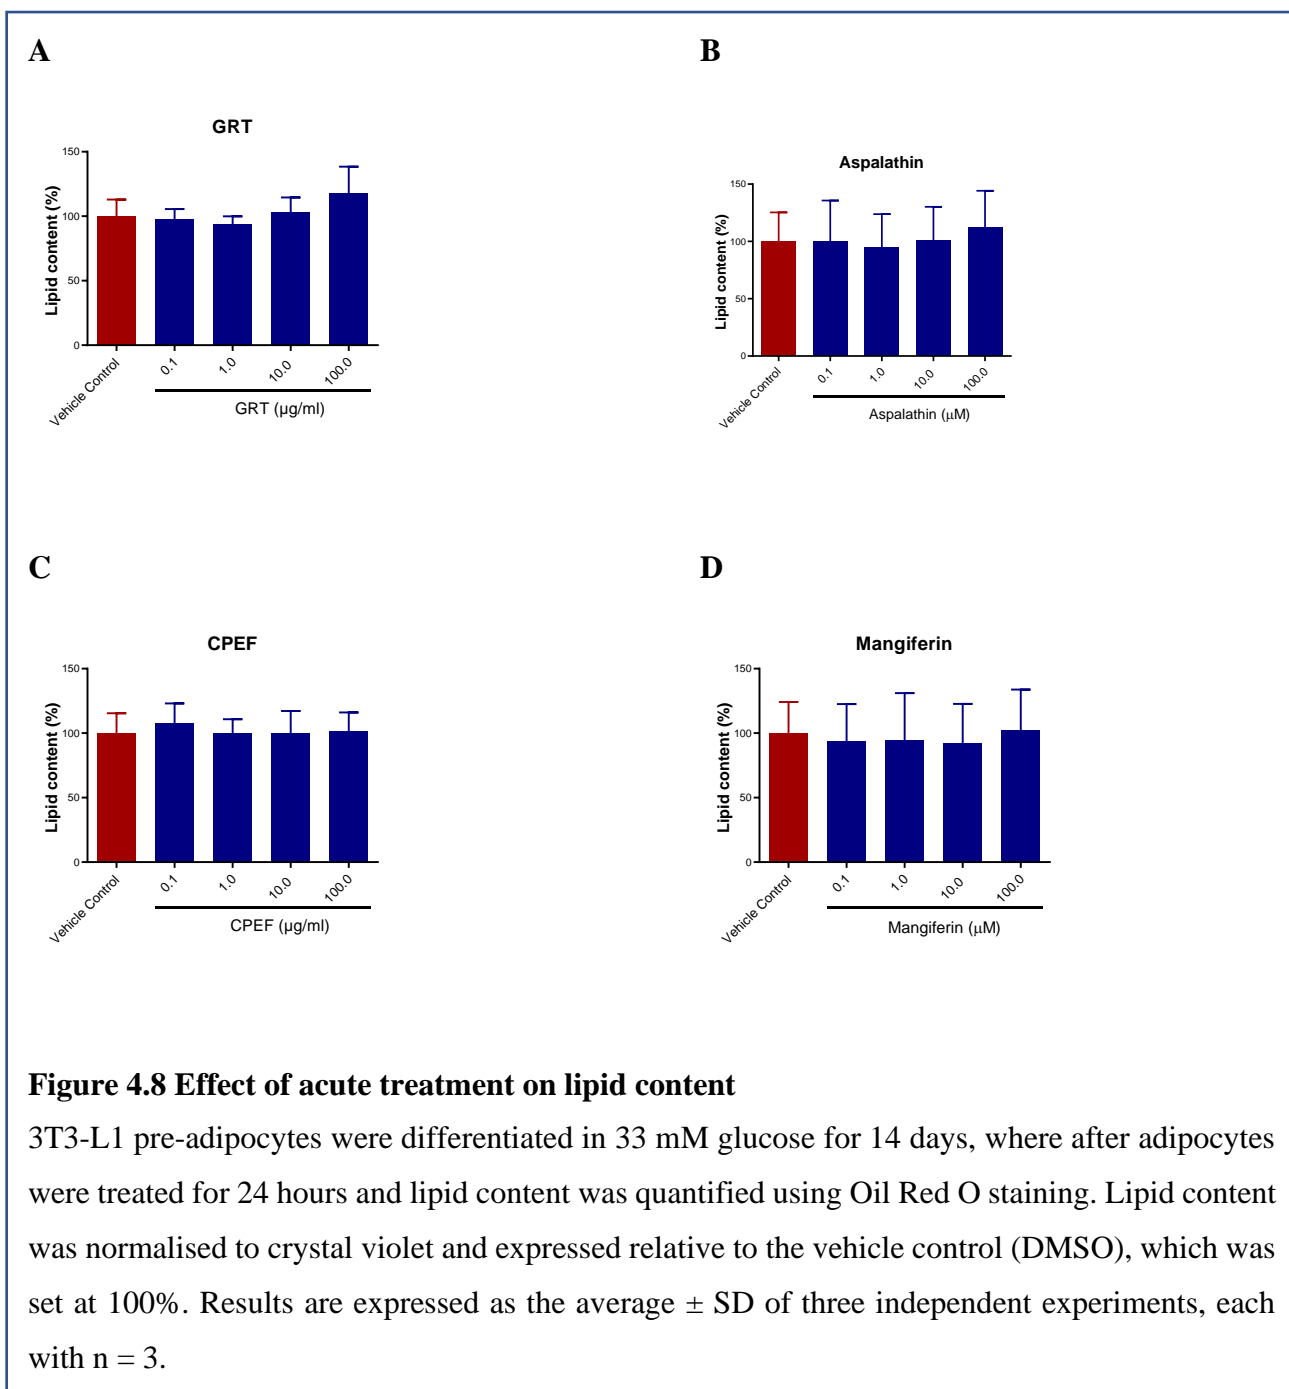 A
B
GRT
Lipid content (%)
150
100
50
0
Vehicle Control
0.1
1.0
10.0
100.0
GRT (µg/ml)
Aspalathin
Lipid content (%)
150
100
50
0
Vehicle Control
0.1
1.0
10.0
100.0
Aspalathin (µM)
C
D
CPEF
Lipid content (%)
150
100
50
0
Vehicle Control
0.1
1.0
10.0
100.0
CPEF (µg/ml)
Mangiferin
Lipid content (%)
150
100
50
0
Vehicle Control
0.1
1.0
10.0
100.0
Mangiferin (µM)
Figure 4.8 Effect of acute treatment on lipid content
3T3-L1 pre-adipocytes were differentiated in 33 mM glucose for 14 days, where after adipocytes
were treated for 24 hours and lipid content was quantified using Oil Red O staining. Lipid content
was normalised to crystal violet and expressed relative to the vehicle control (DMSO), which was
set at 100%. Results are expressed as the average ± SD of three independent experiments, each
with n = 3.